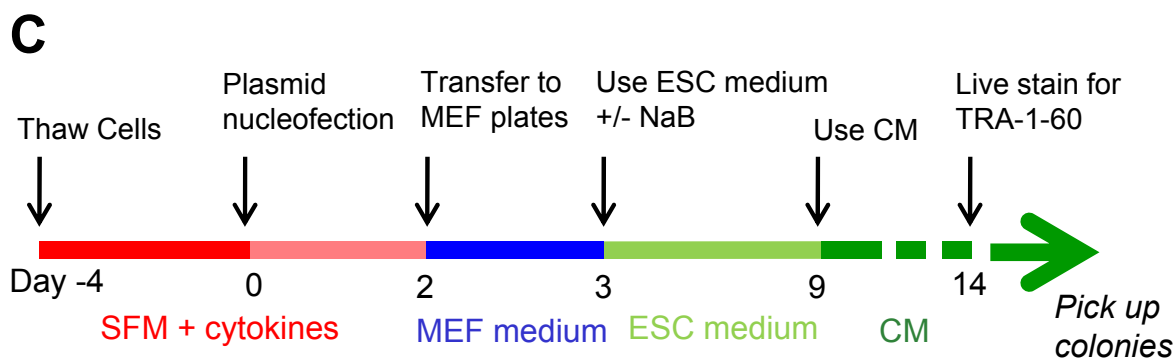 C
Thaw Cells
Plasmid
nucleofection
Transfer to
MEF plates
Use ESC medium
+/- NaB
Use CM
Live stain for
TRA-1-60
Day -4
0
2
3
9
14
SFM + cytokines
MEF medium
ESC medium
CM
Pick up
colonies